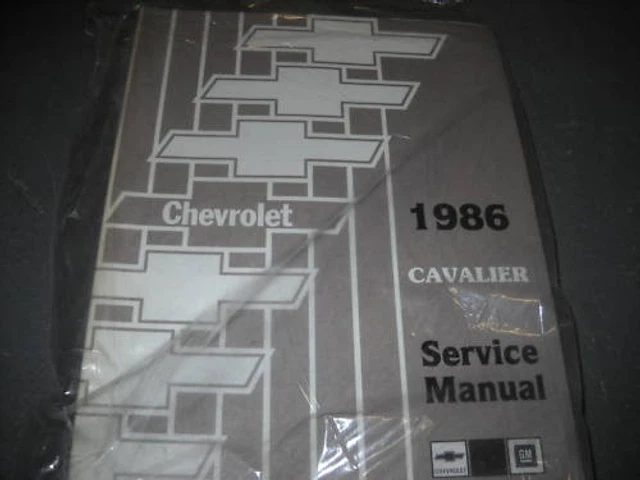 Chevrolet
1986
CAVALIER
Service
Manual
CHEVROLET
GM